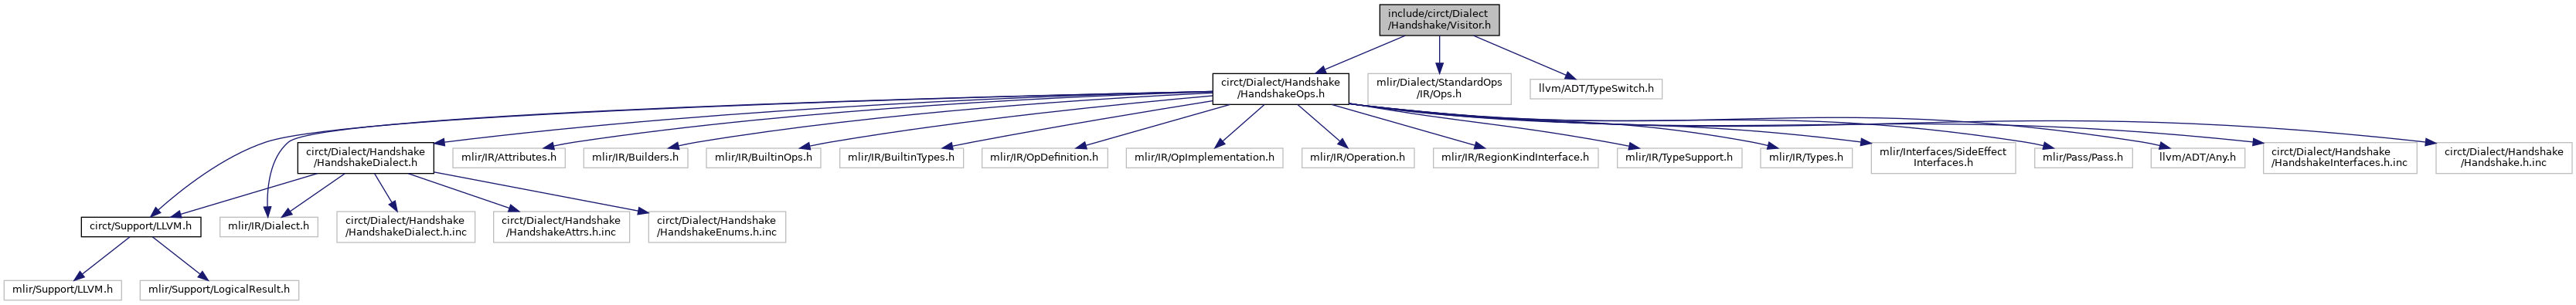 include/circt/Dialect
/Handshake/Visitor.h
circt/Dialect/Handshake
/HandshakeOps.h
mlir/Dialect/StandardOps
/IR/Ops.h
llvm/ADT/TypeSwitch.h
circt/Dialect/Handshake
/HandshakeDialect.h
mlir/IR/Attributes.h
mlir/IR/Builders.h
mlir/IR/BuiltinOps.h
mlir/IR/BuiltinTypes.h
mlir/IR/OpDefinition.h
mlir/IR/OpImplementation.h
mlir/IR/Operation.h
mlir/IR/RegionKindInterface.h
mlir/IR/TypeSupport.h
mlir/IR/Types.h
mlir/Interfaces/SideEffect
Interfaces.h
mlir/Pass/Pass.h
llvm/ADT/Any.h
circt/Dialect/Handshake
/HandshakeInterfaces.h.inc
circt/Dialect/Handshake
/Handshake.h.inc
circt/Support/LLVM.h
mlir/IR/Dialect.h
circt/Dialect/Handshake
/HandshakeDialect.h.inc
circt/Dialect/Handshake
/HandshakeAttrs.h.inc
circt/Dialect/Handshake
/HandshakeEnums.h.inc
mlir/Support/LLVM.h
mlir/Support/LogicalResult.h